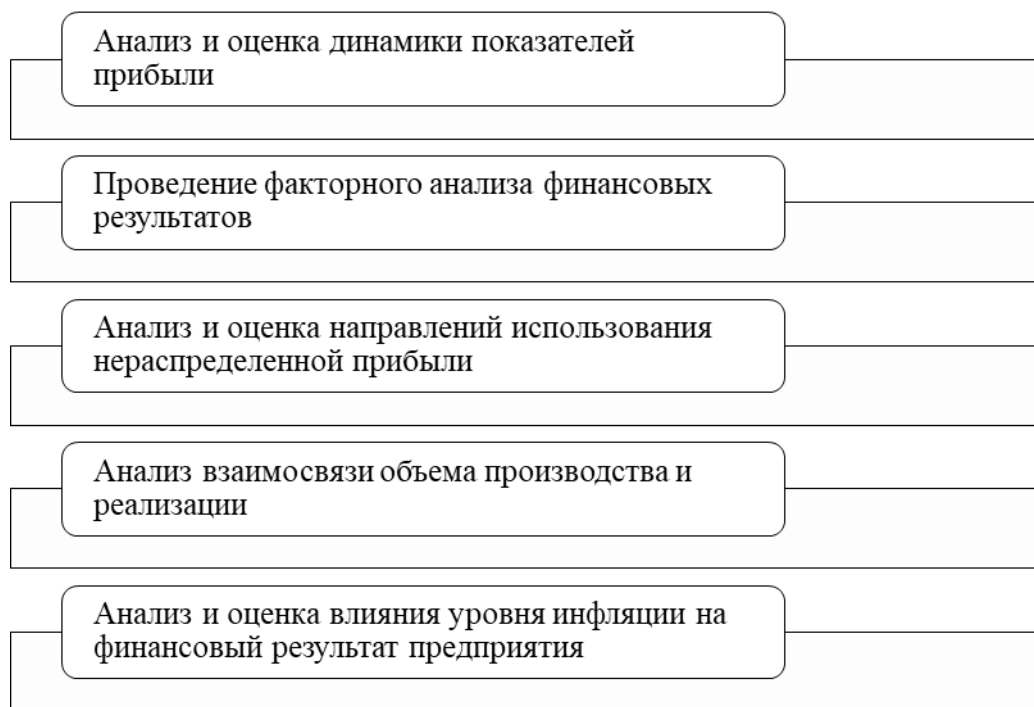 Анализ и оценка динамики показателей
прибыли
Проведение факторного анализа финансовых
результатов
Анализ и оценка направлений использования
нераспределенной прибыли
Анализ взаимосвязи объема производства и
реализации
Анализ и оценка влияния уровня инфляции на
финансовый результат предприятия